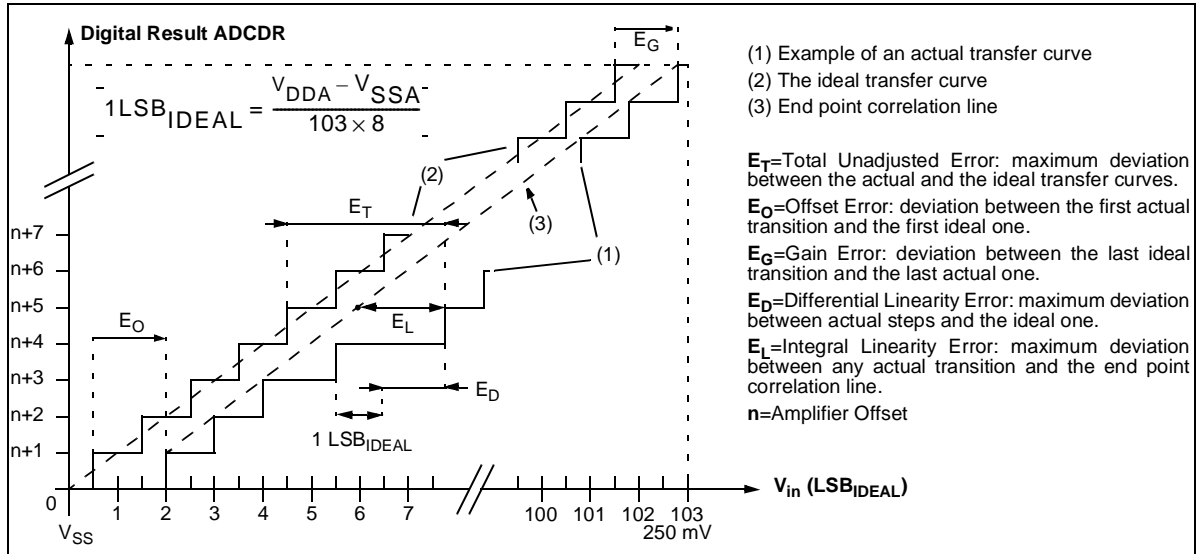 Digital Result ADCDR
E_G
1LSB_IDEAL = (V_DDA – V_SSA) / (103 × 8)
(1) Example of an actual transfer curve
(2) The ideal transfer curve
(3) End point correlation line
E_T=Total Unadjusted Error: maximum deviation
between the actual and the ideal transfer curves.
E_O=Offset Error: deviation between the first actual
transition and the first ideal one.
E_G=Gain Error: deviation between the last ideal
transition and the last actual one.
E_D=Differential Linearity Error: maximum deviation
between actual steps and the ideal one.
E_L=Integral Linearity Error: maximum deviation
between any actual transition and the end point
correlation line.
n=Amplifier Offset
(2)
E_T
(3)
(1)
n+7
n+6
n+5
n+4
n+3
n+2
n+1
0
E_O
E_L
E_D
1 LSB_IDEAL
1 2 3 4 5 6 7 100 101 102 103
V_in (LSB_IDEAL)
V_SS
250 mV